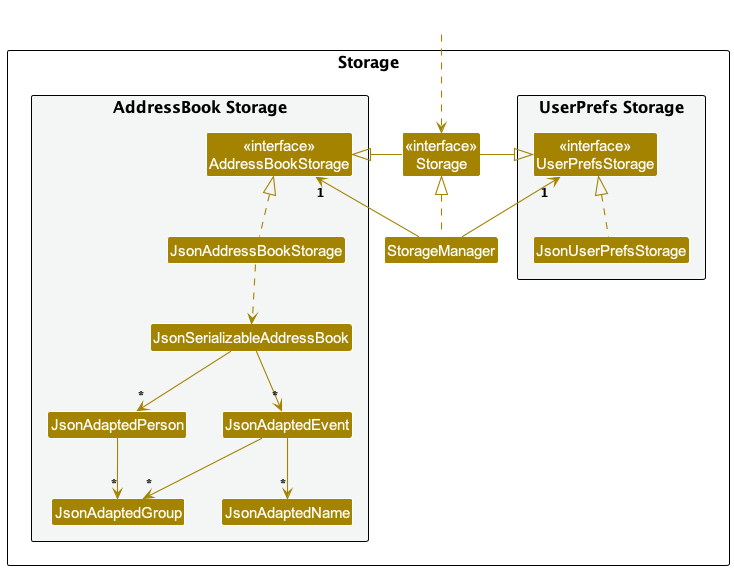 Storage
AddressBook Storage
UserPrefs Storage
«interface»
AddressBookStorage
«interface»
Storage
«interface»
UserPrefsStorage
1
1
JsonAddressBookStorage
StorageManager
JsonUserPrefsStorage
JsonSerializableAddressBook
*
*
JsonAdaptedPerson
JsonAdaptedEvent
*
*
*
JsonAdaptedGroup
JsonAdaptedName